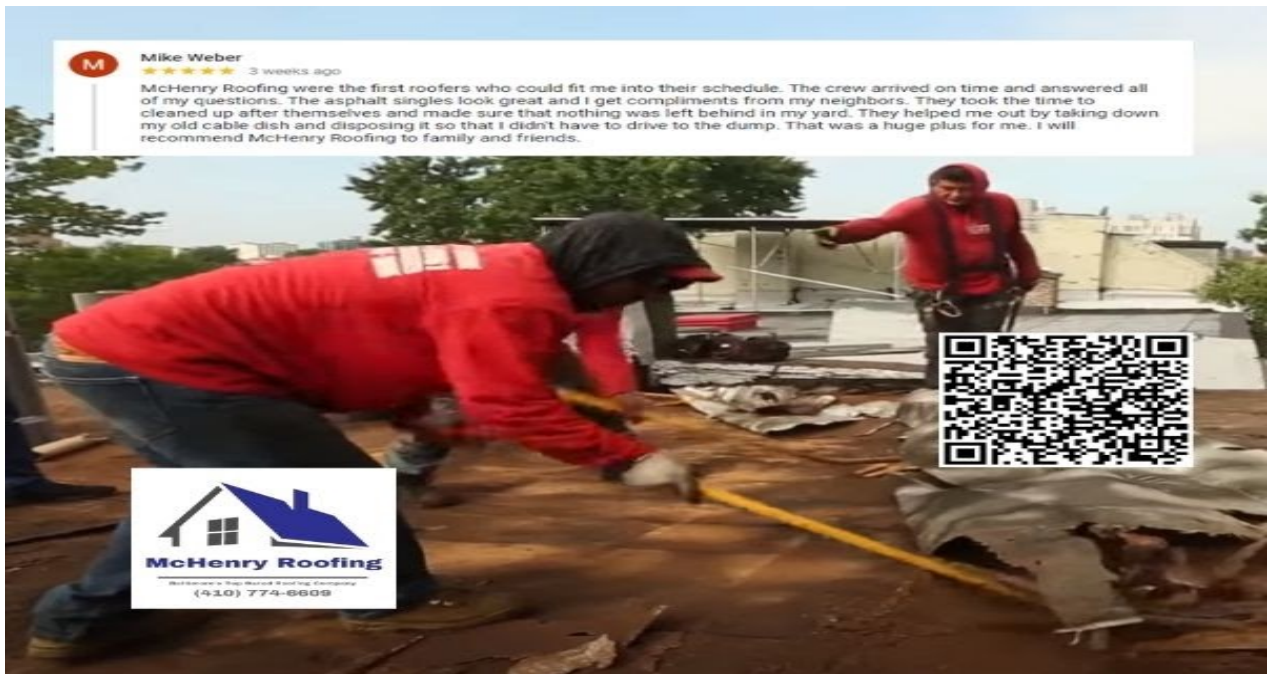 M
Mike Weber
3 weeks ago
McHenry Roofing were the first roofers who could fit me into their schedule. The crew arrived on time and answered all
of my questions. The asphalt singles look great and I get compliments from my neighbors. They took the time to
cleaned up after themselves and made sure that nothing was left behind in my yard. They helped me out by taking down
my old cable dish and disposing it so that I didn't have to drive to the dump. That was a huge plus for me. I will
recommend McHenry Roofing to family and friends.
McHenry Roofing
Baltimore's Top Rated Roofing Company
(410) 774-6609